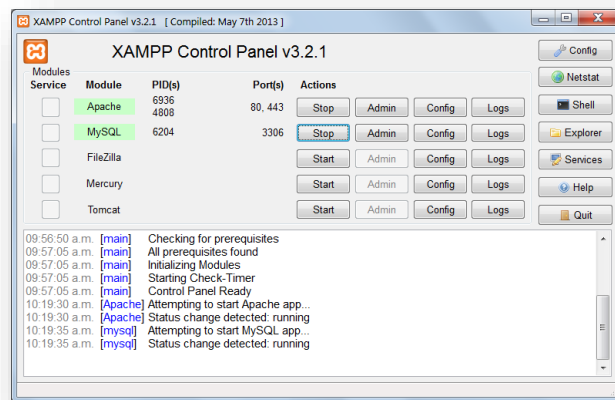 XAMPP Control Panel v3.2.1 [ Compiled: May 7th 2013 ]
XAMPP Control Panel v3.2.1
Config
Modules
Service Module PID(s) Port(s) Actions
Netstat
Apache 6936 4808 80, 443 Stop Admin Config Logs
Shell
MySQL 6204 3306 Stop Admin Config Logs
Explorer
FileZilla Start Admin Config Logs
Services
Mercury Start Admin Config Logs
Help
Tomcat Start Admin Config Logs
Quit
09:56:50 a.m. [main] Checking for prerequisites
09:57:05 a.m. [main] All prerequisites found
09:57:05 a.m. [main] Initializing Modules
09:57:05 a.m. [main] Starting Check-Timer
09:57:05 a.m. [main] Control Panel Ready
10:19:30 a.m. [Apache] Attempting to start Apache app...
10:19:30 a.m. [Apache] Status change detected: running
10:19:35 a.m. [mysql] Attempting to start MySQL app...
10:19:35 a.m. [mysql] Status change detected: running